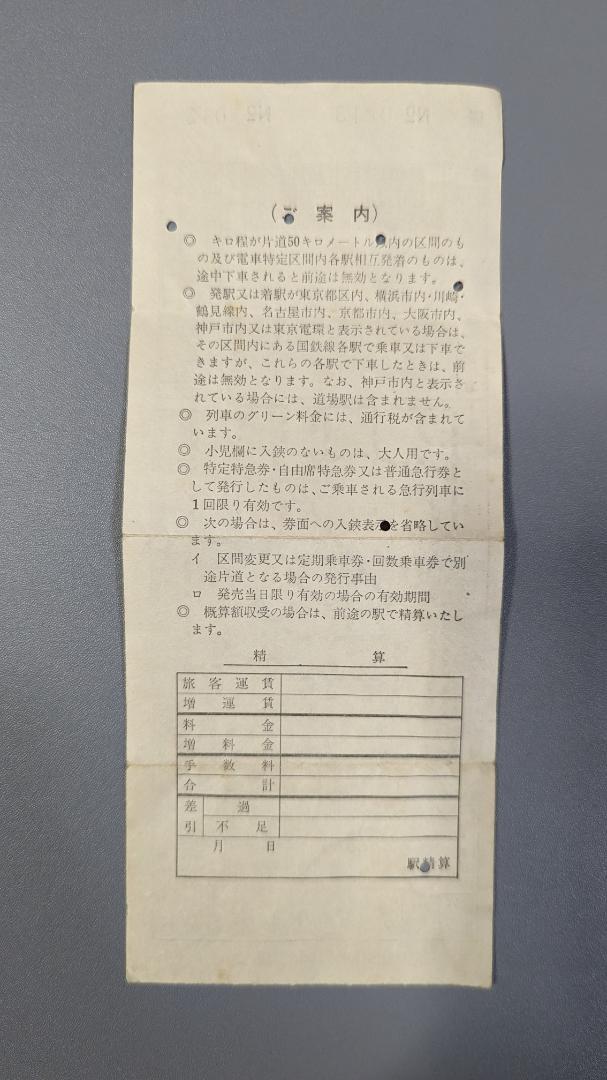 （ご 案 内）
◎ キロ程が片道50キロメートル以内の区間のも
の及び電車特定区間内各駅相互発着のものは、
途中下車されると前途は無効となります。
◎ 発駅又は着駅が東京都区内、横浜市内・川崎・
鶴見線内、名古屋市内、京都市内、大阪市内、
神戸市内又は東京電環と表示されている場合は、
その区間内にある国鉄線各駅で乗車又は下車で
きますが、これらの各駅で下車したときは、前
途は無効となります。なお、神戸市内と表示さ
れている場合には、道場駅は含まれません。
◎ 列車のグリーン料金には、通行税が含まれて
います。
◎ 小児欄に入鋏のないものは、大人用です。
◎ 特定特急券・自由席特急券又は普通急行券と
して発行したものは、ご乗車される急行列車に
1回限り有効です。
◎ 次の場合は、券面への入鋏表示を省略してい
ます。
イ 区間変更又は定期乗車券・回数乗車券で別
途片道となる場合の発行事由
ロ 発売当日限り有効の場合の有効期間
◎ 概算額収受の場合は、前途の駅で精算いたし
ます。
精 算
旅客運賃
増運賃
料金
増料金
手数料
合計
差引 過
不足
月 日
駅精算